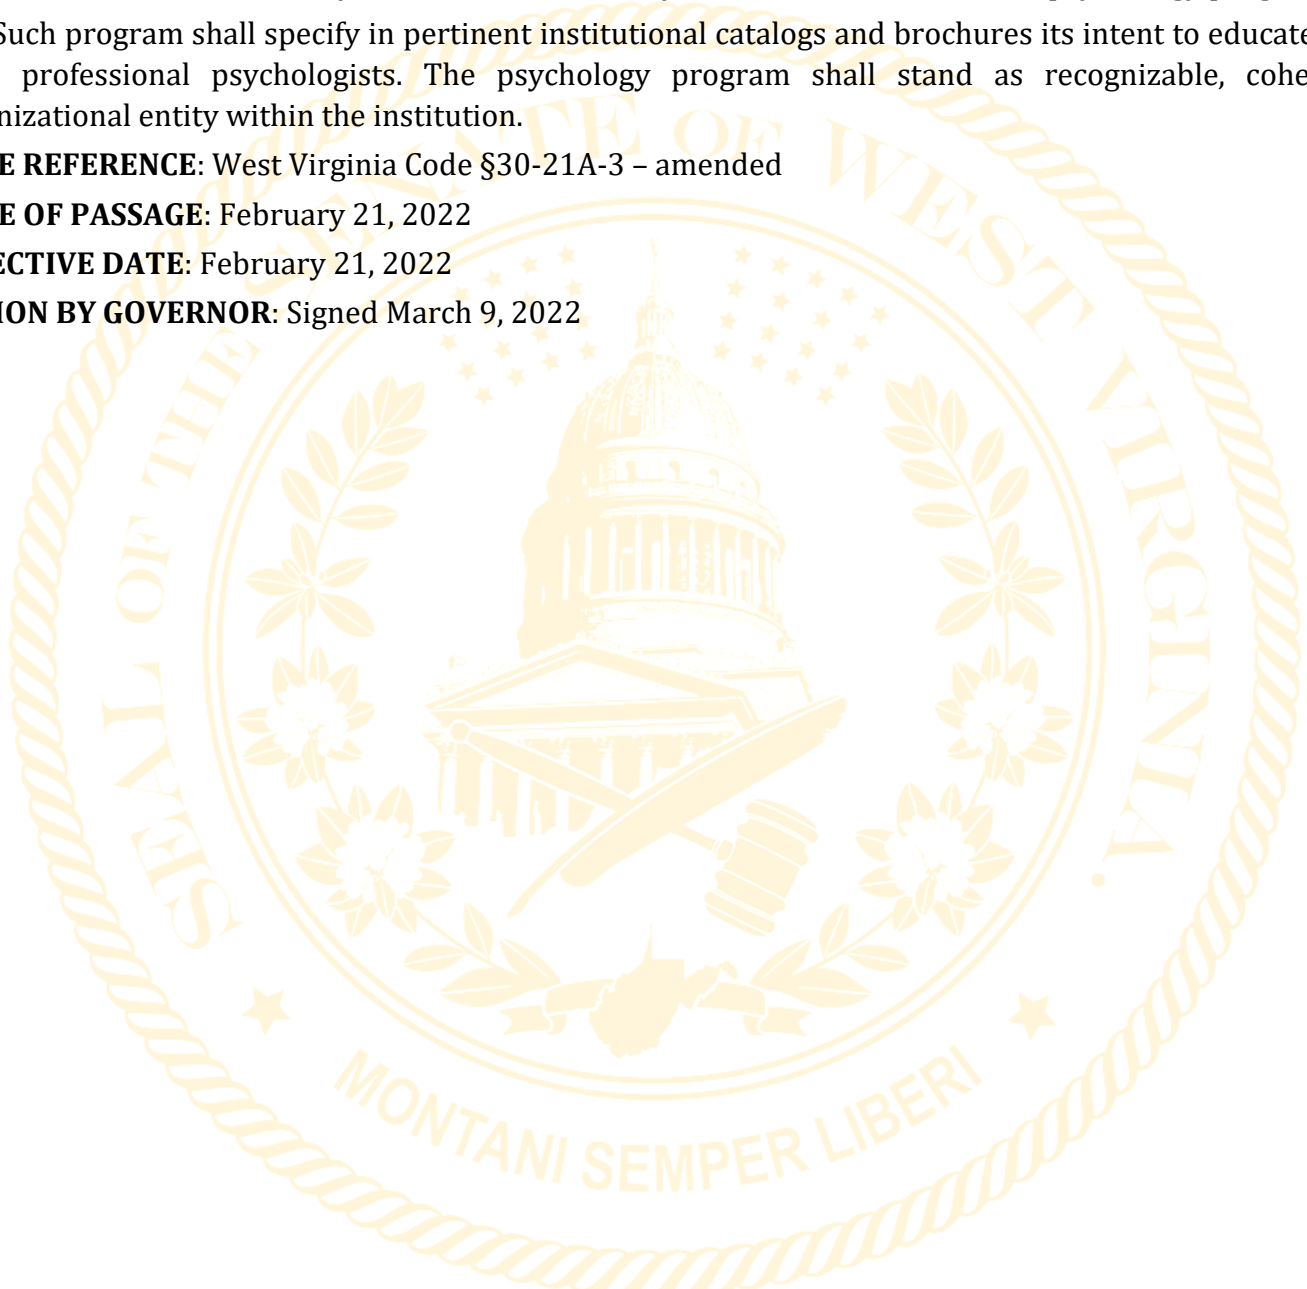 Such program shall specify in pertinent institutional catalogs and brochures its intent to educate
professional psychologists. The psychology program shall stand as recognizable, cohe
nizational entity within the institution.
E REFERENCE: West Virginia Code §30-21A-3 – amended
E OF PASSAGE: February 21, 2022
ECTIVE DATE: February 21, 2022
ION BY GOVERNOR: Signed March 9, 2022
SEAL OF THE SENATE OF WEST VIRGINIA.
MONTANI SEMPER LIBERI